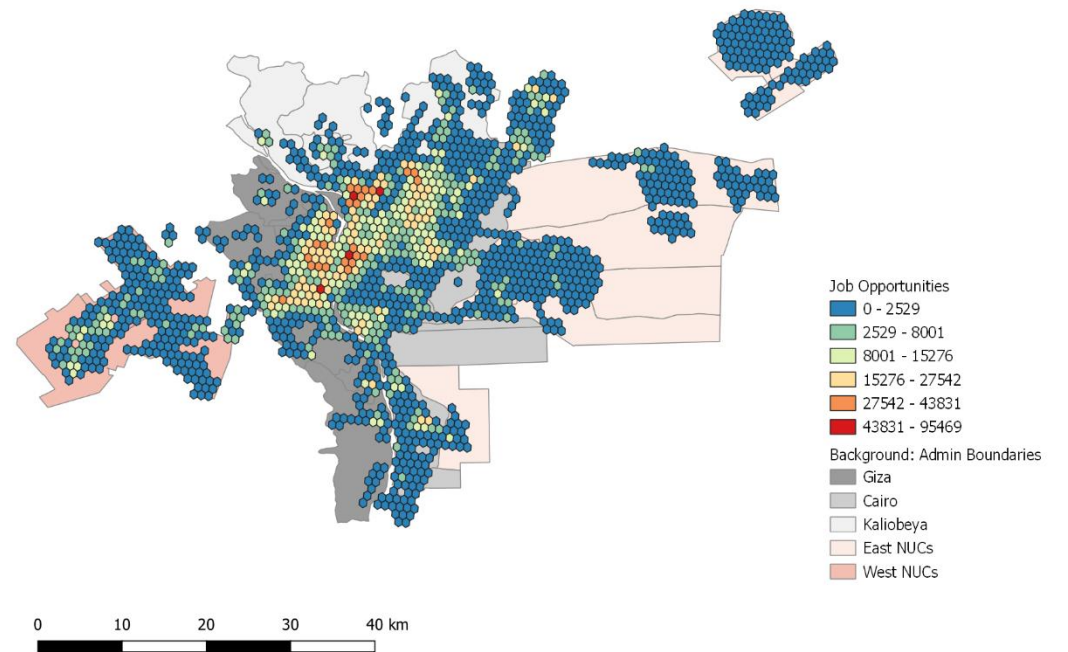 Job Opportunities
0 - 2529
2529 - 8001
8001 - 15276
15276 - 27542
27542 - 43831
43831 - 95469
Background: Admin Boundaries
Giza
Cairo
Kaliobeya
East NUCs
West NUCs
0 10 20 30 40 km